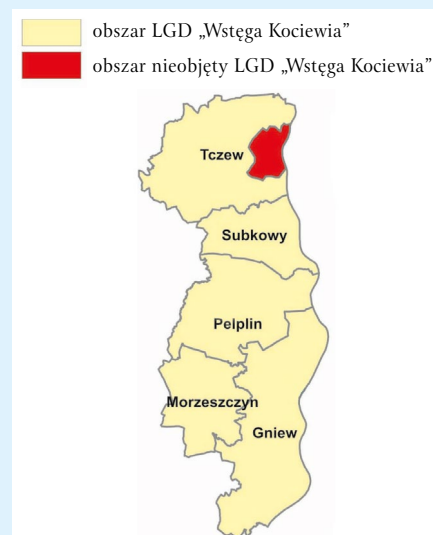 obszar LGD „Wstęga Kociewia”
obszar nieobjęty LGD „Wstęga Kociewia”
Tczew
Subkowy
Pelplin
Morzeszczyn
Gniew